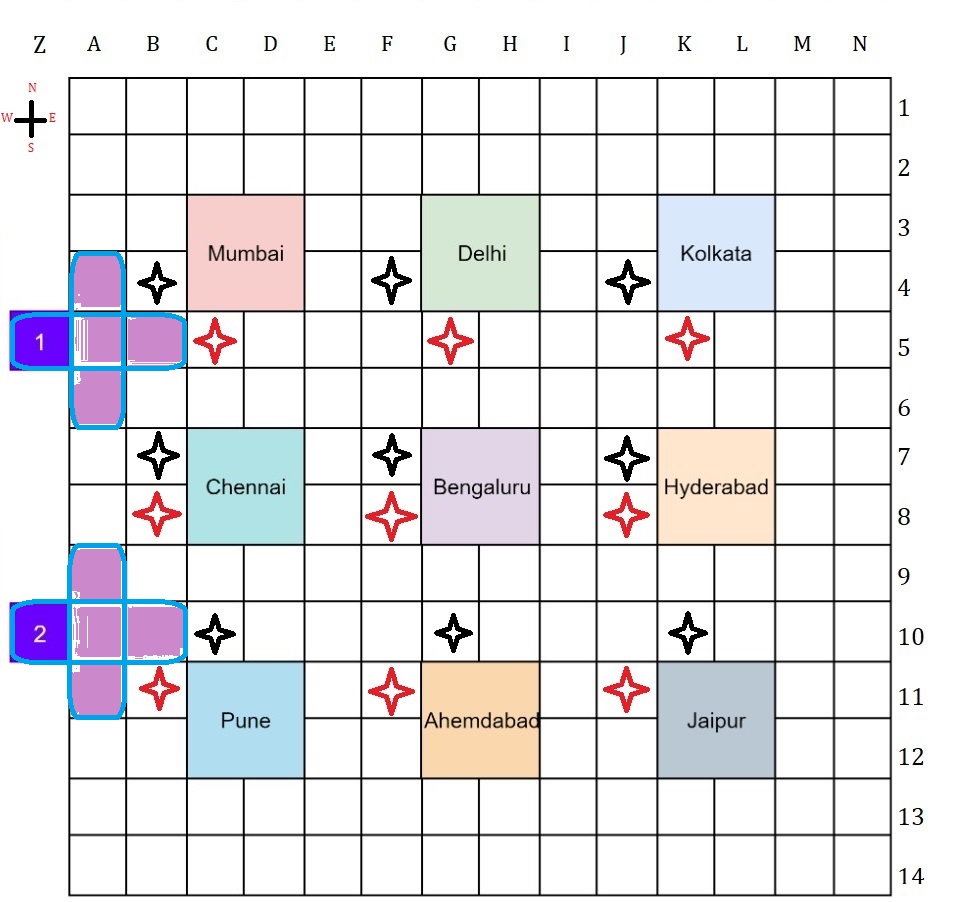 Z A B C D E F G H I J K L M N
N
1
W E
S
2
3
Mumbai Delhi Kolkata
4
1 5
6
7
Chennai Bengaluru Hyderabad
8
9
2 10
11
Pune Ahemdabad Jaipur
12
13
14